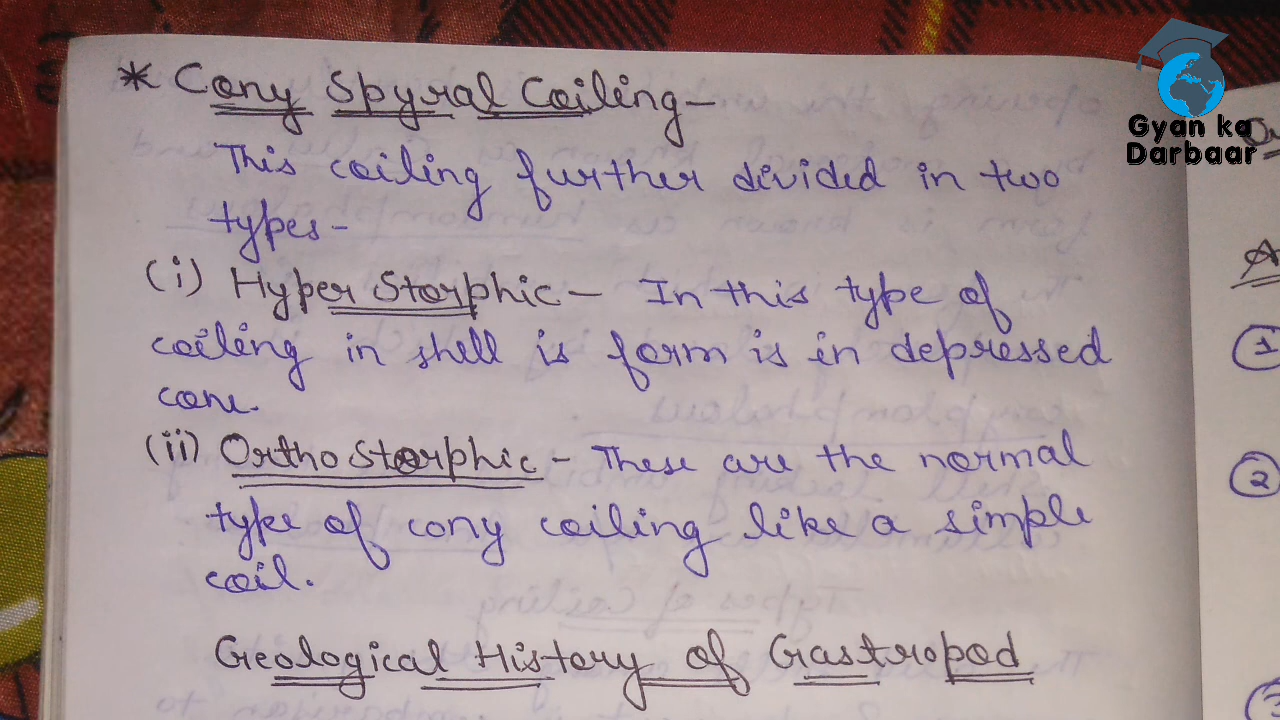 * Cony Spyral Coiling-
This coiling further divided in two
types-
(i) Hyper Storphic - In this type of
coiling in shell is form is in depressed
cone.
(ii) Ortho Storphic - These are the normal
type of cony coiling like a simple
coil.
Geological History of Gastropod
Gyan ka
Darbaar
1
2